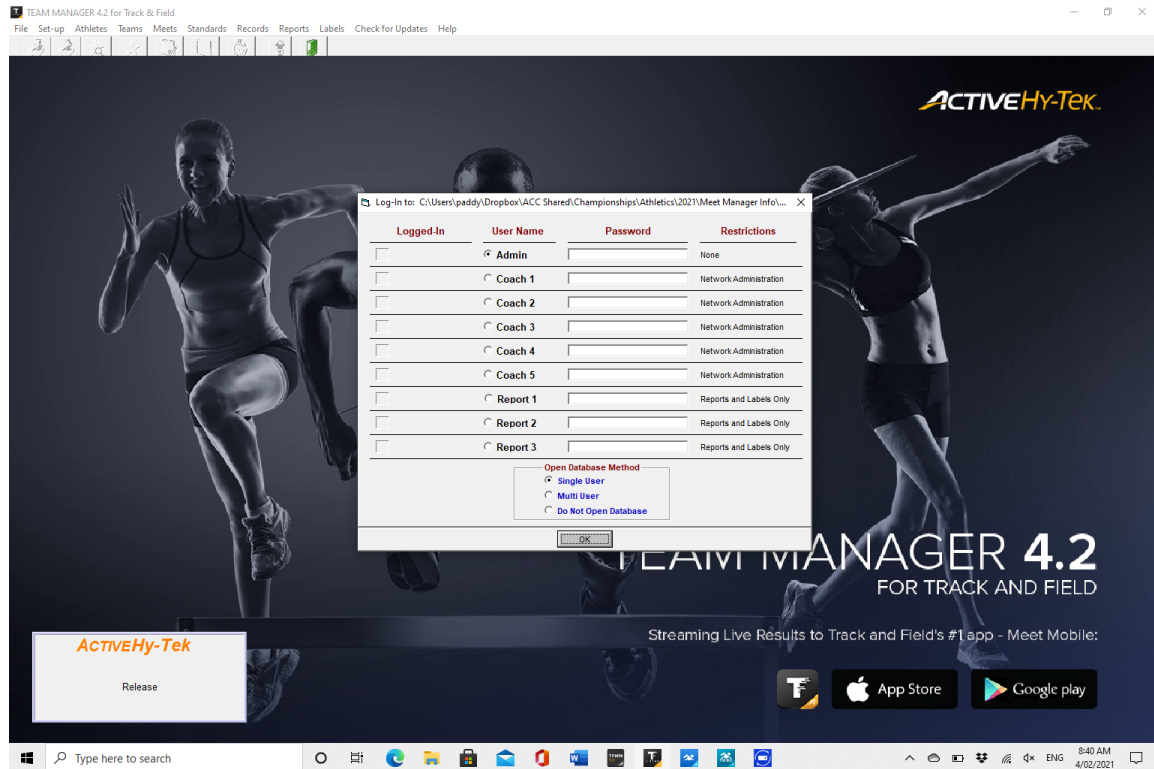 TEAM MANAGER 4.2 for Track & Field
File Set-up Athletes Teams Meets Standards Records Reports Labels Check for Updates Help
ACTIVEHY-TEK
Log-In to: C:\Users\paddy\Dropbox\ACC Shared\Championships\Athletics\2021\Meet Manager Info\...
Logged-In User Name Password Restrictions
Admin None
Coach 1 Network Administration
Coach 2 Network Administration
Coach 3 Network Administration
Coach 4 Network Administration
Coach 5 Network Administration
Report 1 Reports and Labels Only
Report 2 Reports and Labels Only
Report 3 Reports and Labels Only
Open Database Method
Single User
Multi User
Do Not Open Database
OK
TEAM MANAGER 4.2
FOR TRACK AND FIELD
Streaming Live Results to Track and Field's #1 app - Meet Mobile:
App Store
Google play
ACTIVEHy-Tek
Release
Type here to search
ENG
8:40 AM
4/02/2021